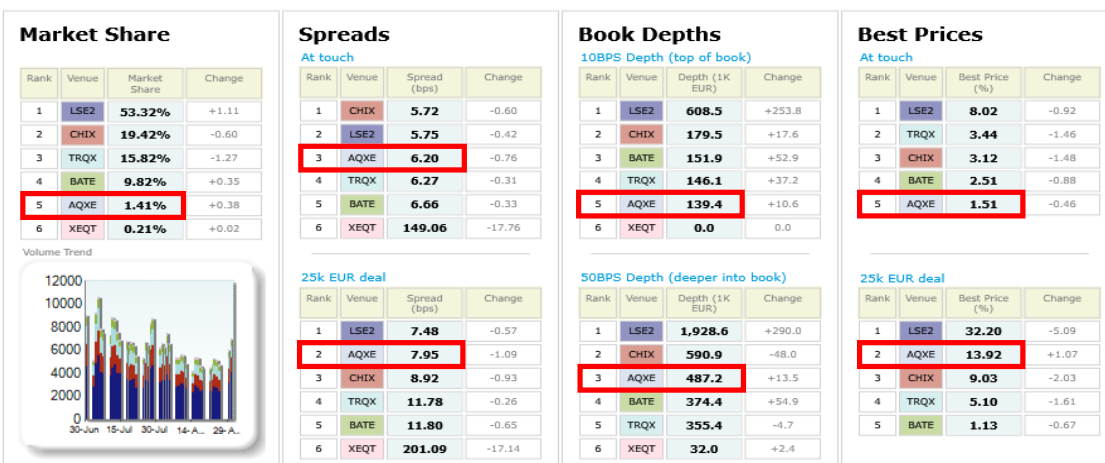 Market Share
Rank Venue Market Share Change
1 LSE2 53.32% +1.11
2 CHIX 19.42% -0.60
3 TRQX 15.82% -1.27
4 BATE 9.82% +0.35
5 AQXE 1.41% +0.38
6 XEQT 0.21% +0.02
Volume Trend
12000
10000
8000
6000
4000
2000
0
30-Jun 15-Jul 30-Jul 14-A... 29-A...
Spreads
At touch
Rank Venue Spread (bps) Change
1 CHIX 5.72 -0.60
2 LSE2 5.75 -0.42
3 AQXE 6.20 -0.76
4 TRQX 6.27 -0.31
5 BATE 6.66 -0.33
6 XEQT 149.06 -17.76
25k EUR deal
Rank Venue Spread (bps) Change
1 LSE2 7.48 -0.57
2 AQXE 7.95 -1.09
3 CHIX 8.92 -0.93
4 TRQX 11.78 -0.26
5 BATE 11.80 -0.65
6 XEQT 201.09 -17.14
Book Depths
10BPS Depth (top of book)
Rank Venue Depth (1K EUR) Change
1 LSE2 608.5 +253.8
2 CHIX 179.5 +17.6
3 BATE 151.9 +52.9
4 TRQX 146.1 +37.2
5 AQXE 139.4 +10.6
6 XEQT 0.0 0.0
50BPS Depth (deeper into book)
Rank Venue Depth (1K EUR) Change
1 LSE2 1,928.6 +290.0
2 CHIX 590.9 -48.0
3 AQXE 487.2 +13.5
4 BATE 374.4 +54.9
5 TRQX 355.4 -4.7
6 XEQT 32.0 +2.4
Best Prices
At touch
Rank Venue Best Price (%) Change
1 LSE2 8.02 -0.92
2 TRQX 3.44 -1.46
3 CHIX 3.12 -1.48
4 BATE 2.51 -0.88
5 AQXE 1.51 -0.46
25k EUR deal
Rank Venue Best Price (%) Change
1 LSE2 32.20 -5.09
2 AQXE 13.92 +1.07
3 CHIX 9.03 -2.03
4 TRQX 5.10 -1.61
5 BATE 1.13 -0.67